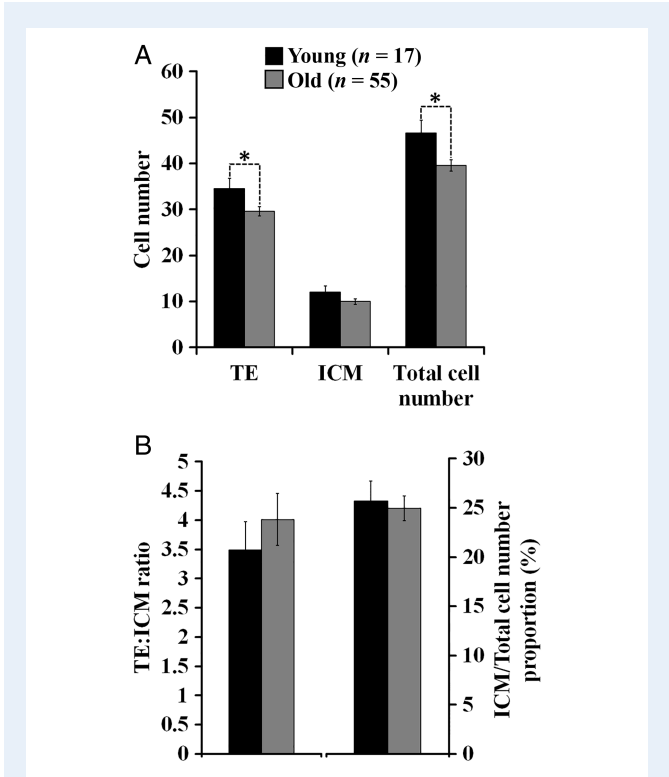 A
Young (n = 17)
Old (n = 55)
60
50
40
30
20
10
0
Cell number
*
*
TE
ICM
Total cell
number
B
5
4.5
4
3.5
3
2.5
2
1.5
1
0.5
0
TE:ICM ratio
30
25
20
15
10
5
0
ICM/Total cell number
proportion (%)